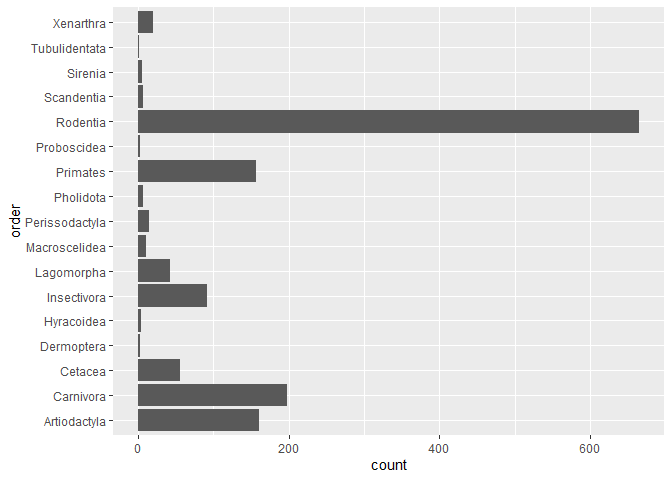 Xenarthra
Tubulidentata
Sirenia
Scandentia
Rodentia
Proboscidea
Primates
Pholidota
Perissodactyla
Macroscelidea
Lagomorpha
Insectivora
Hyracoidea
Dermoptera
Cetacea
Carnivora
Artiodactyla
order
0 200 400 600
count